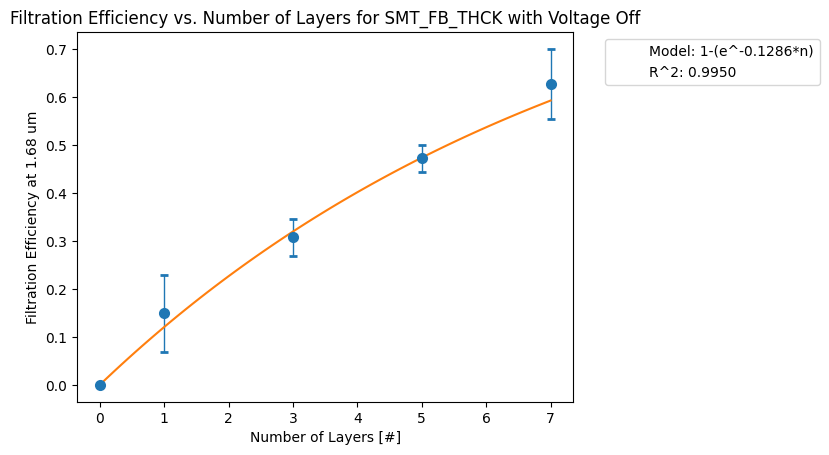 Filtration Efficiency vs. Number of Layers for SMT_FB_THCK with Voltage Off
Model: 1-(e^-0.1286*n)
R^2: 0.9950
Filtration Efficiency at 1.68 um
0.7
0.6
0.5
0.4
0.3
0.2
0.1
0.0
0 1 2 3 4 5 6 7
Number of Layers [#]